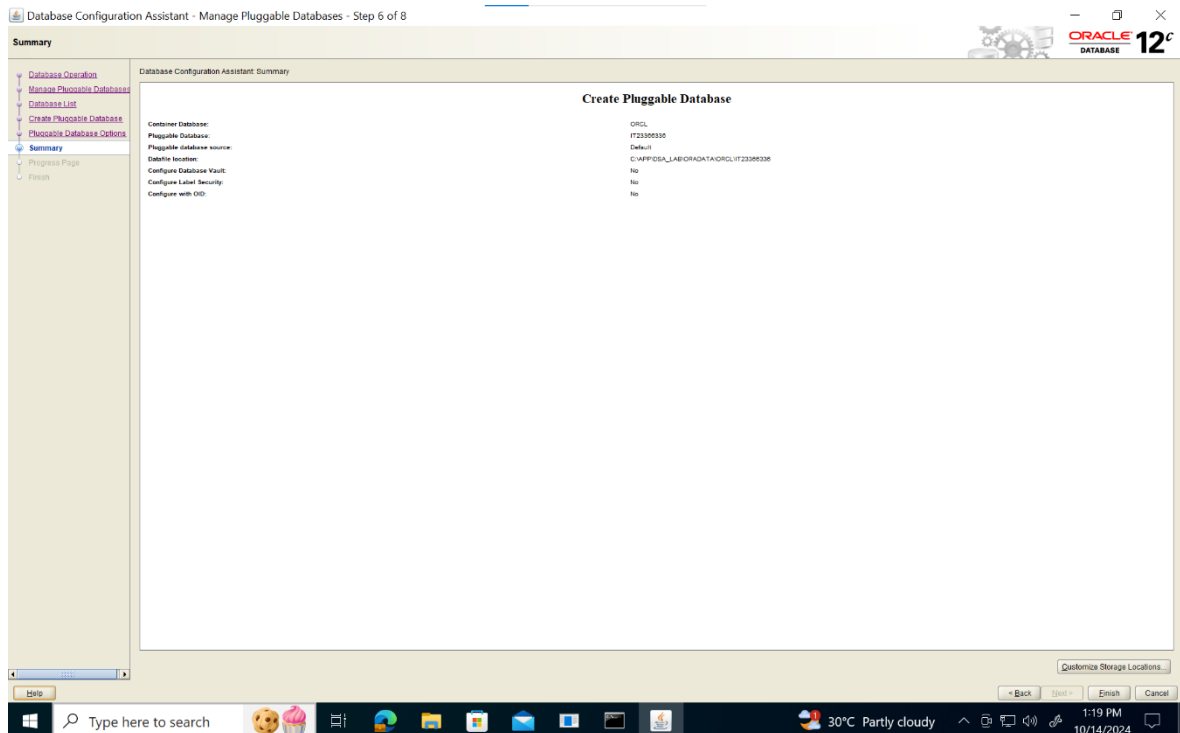 Database Configuration Assistant - Manage Pluggable Databases - Step 6 of 8
Summary
ORACLE 12c
DATABASE
Database Operation
Manage Pluggable Databases
Database List
Create Pluggable Database
Pluggable Database Options
Summary
Progress Page
Finish
Database Configuration Assistant: Summary
Create Pluggable Database
Container Database: ORCL
Pluggable Database: IT23366336
Pluggable database source: Default
Datafile location: C:\APP\DSA_LAB\ORADATA\ORCL\IT23366336
Configure Database Vault: No
Configure Label Security: No
Configure with OID: No
Customize Storage Locations...
Help
< Back Next > Finish Cancel
Type here to search
30°C Partly cloudy
1:19 PM
10/14/2024